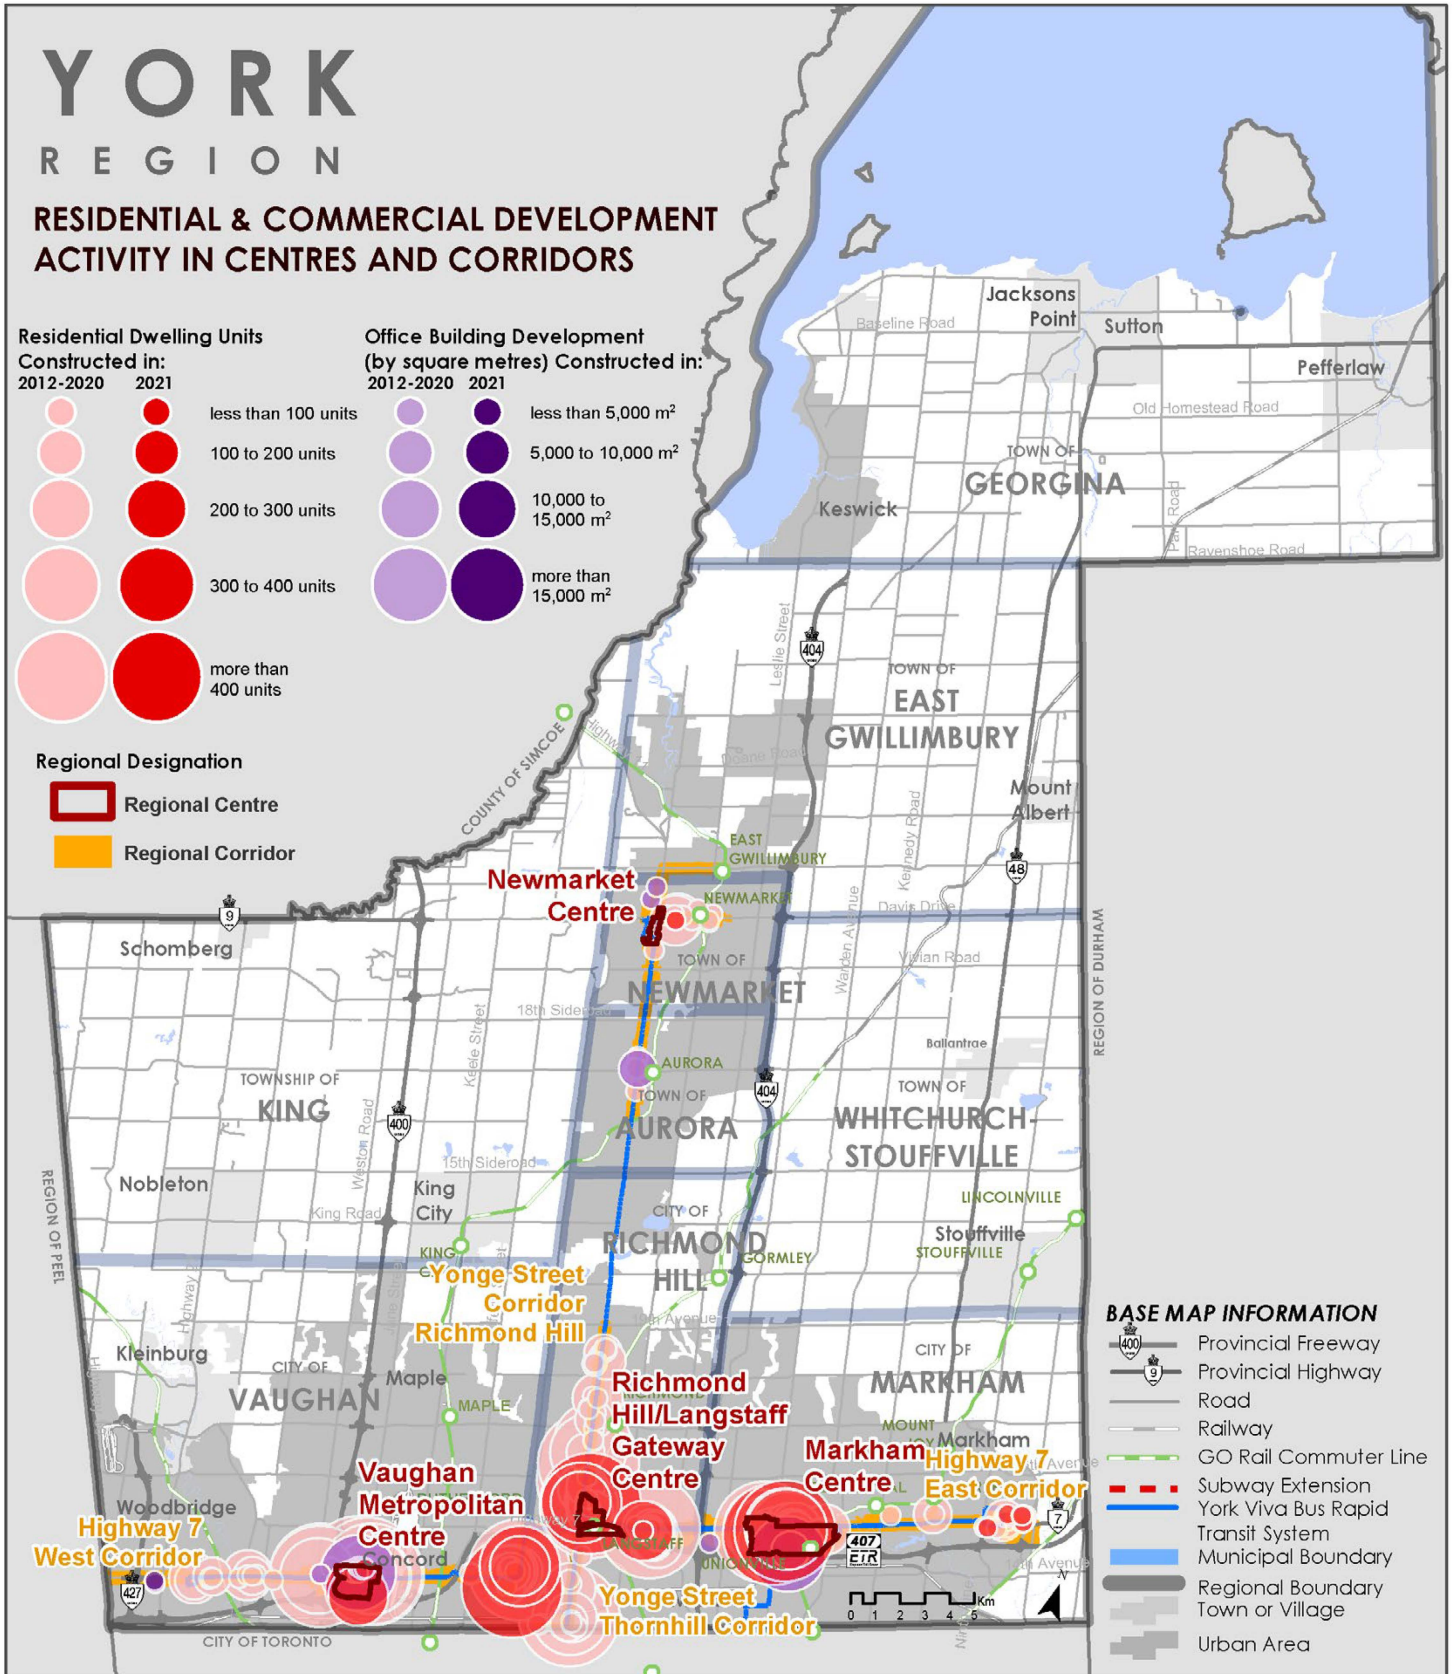 YORK
REGION
RESIDENTIAL & COMMERCIAL DEVELOPMENT
ACTIVITY IN CENTRES AND CORRIDORS
Residential Dwelling Units
Constructed in:
2012-2020 2021
less than 100 units
100 to 200 units
200 to 300 units
300 to 400 units
more than
400 units
Office Building Development
(by square metres) Constructed in:
2012-2020 2021
less than 5,000 m²
5,000 to 10,000 m²
10,000 to
15,000 m²
more than
15,000 m²
Regional Designation
Regional Centre
Regional Corridor
Jacksons
Point
Sutton
Baseline Road
Pefferlaw
Old Homestead Road
TOWN OF
GEORGINA
Keswick
Park Road
Ravenshoe Road
Leslie Street
404
TOWN OF
EAST
GWILLIMBURY
Highway
Doane Road
COUNTY OF SIMCOE
Mount
Albert
Kennedy Road
EAST
GWILLIMBURY
48
Newmarket
Centre
NEWMARKET
Davis Drive
9
Schomberg
Warden Avenue
Vivian Road
TOWN OF
NEWMARKET
REGION OF DURHAM
18th Sideroad
Keele Street
Ballantrae
AURORA
TOWNSHIP OF
KING
TOWN OF
AURORA
404
TOWN OF
WHITCHURCH-
STOUFFVILLE
400
Weston Road
15th Sideroad
Nobleton
King
City
King Road
REGION OF PEEL
CITY OF
RICHMOND
HILL
LINCOLNVILLE
Stouffville
STOUFFVILLE
KING
GORMLEY
Yonge Street
Corridor
Richmond Hill
19th Avenue
Kleinburg
CITY OF
VAUGHAN
Maple
MAPLE
CITY OF
MARKHAM
Richmond
Hill/Langstaff
Gateway
Centre
RICHMOND
MOUNT
Markham
Markham
Centre
Highway 7
East Corridor
Vaughan
Metropolitan
Centre
Concord
Woodbridge
Highway 7
West Corridor
427
Highway 7
LANGSTAFF
UNIONVILLE
407
ETR
7
14th Avenue
Yonge Street
Thornhill Corridor
CITY OF TORONTO
0 1 2 3 4 5 Km
N
BASE MAP INFORMATION
400 Provincial Freeway
9 Provincial Highway
Road
Railway
GO Rail Commuter Line
Subway Extension
York Viva Bus Rapid
Transit System
Municipal Boundary
Regional Boundary
Town or Village
Urban Area